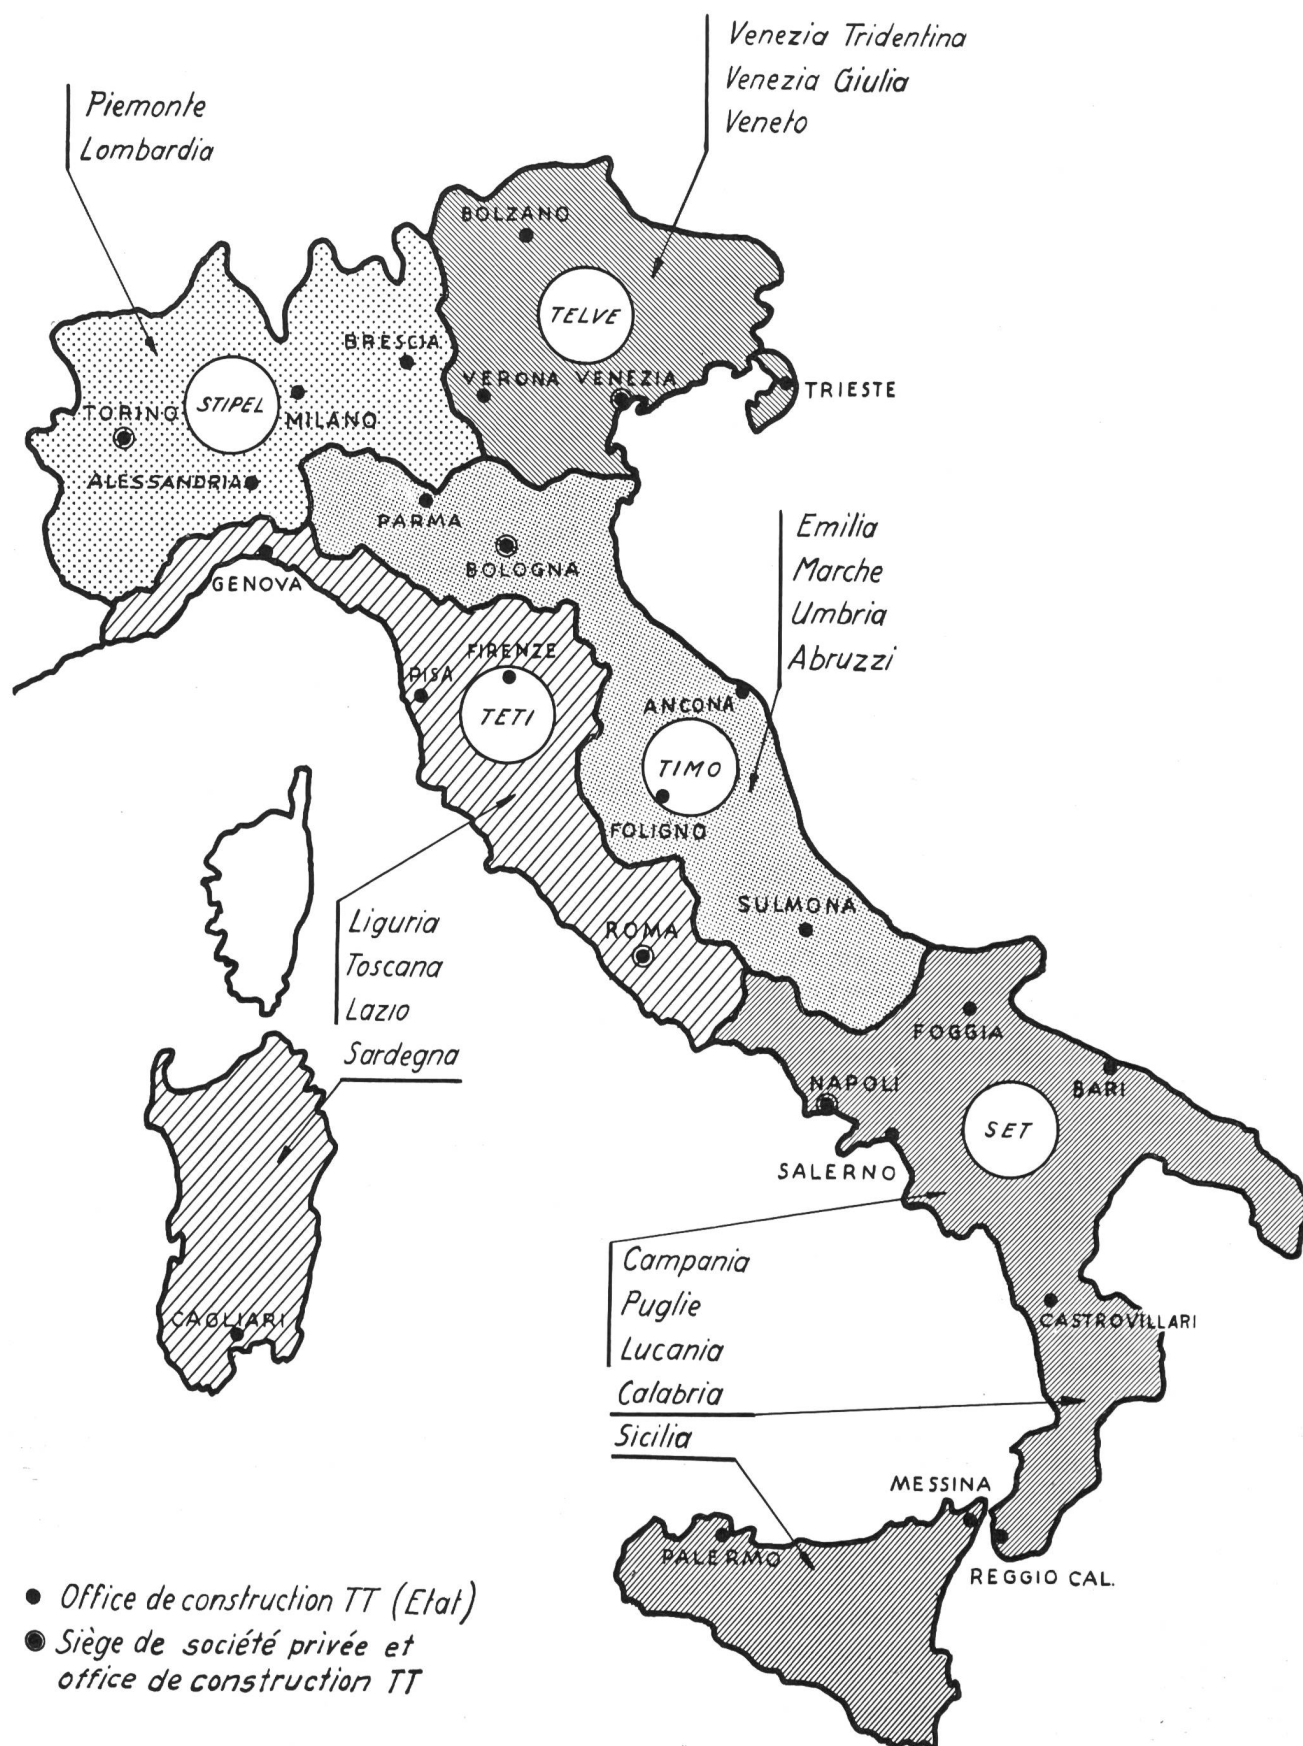 Venezia Tridentina
Venezia Giulia
Veneto
Piemonte
Lombardia
BOLZANO
TELVE
BRESCIA
VERONA VENEZIA
TRIESTE
STIPEL
TORINO
MILANO
ALESSANDRIA
PARMA
BOLOGNA
GENOVA
Emilia
Marche
Umbria
Abruzzi
FIRENZE
PISA
TETI
ANCONA
TIMO
FOLIGNO
SULMONA
ROMA
Liguria
Toscana
Lazio
Sardegna
FOGGIA
BARI
NAPOLI
SET
SALERNO
Campania
Puglie
Lucania
Calabria
Sicilia
CASTROVILLARI
CAGLIARI
MESSINA
PALERMO
REGGIO CAL.
Office de construction TT (Etat)
Siège de société privée et
office de construction TT